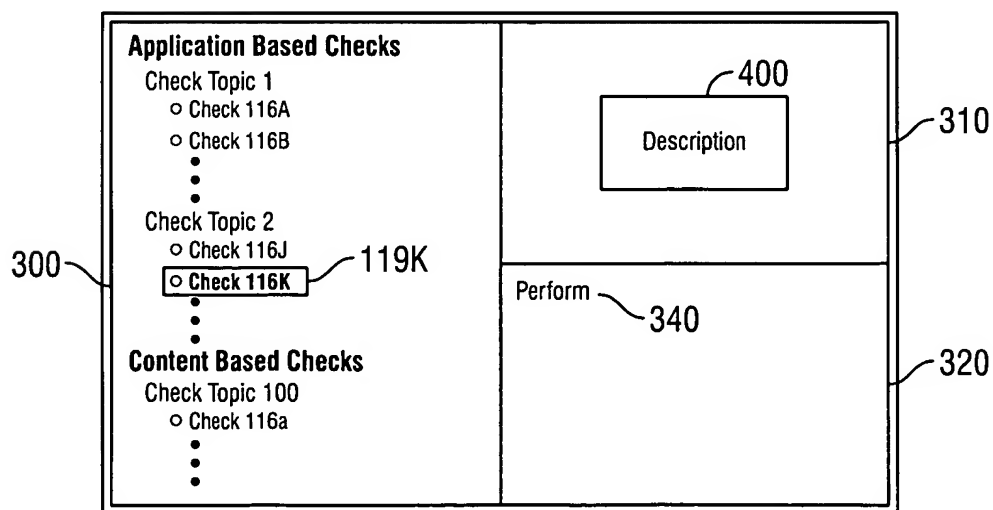 Application Based Checks
Check Topic 1
Check 116A
Check 116B
Check Topic 2
Check 116J
Check 116K
Content Based Checks
Check Topic 100
Check 116a
300
119K
400
Description
310
Perform
340
320